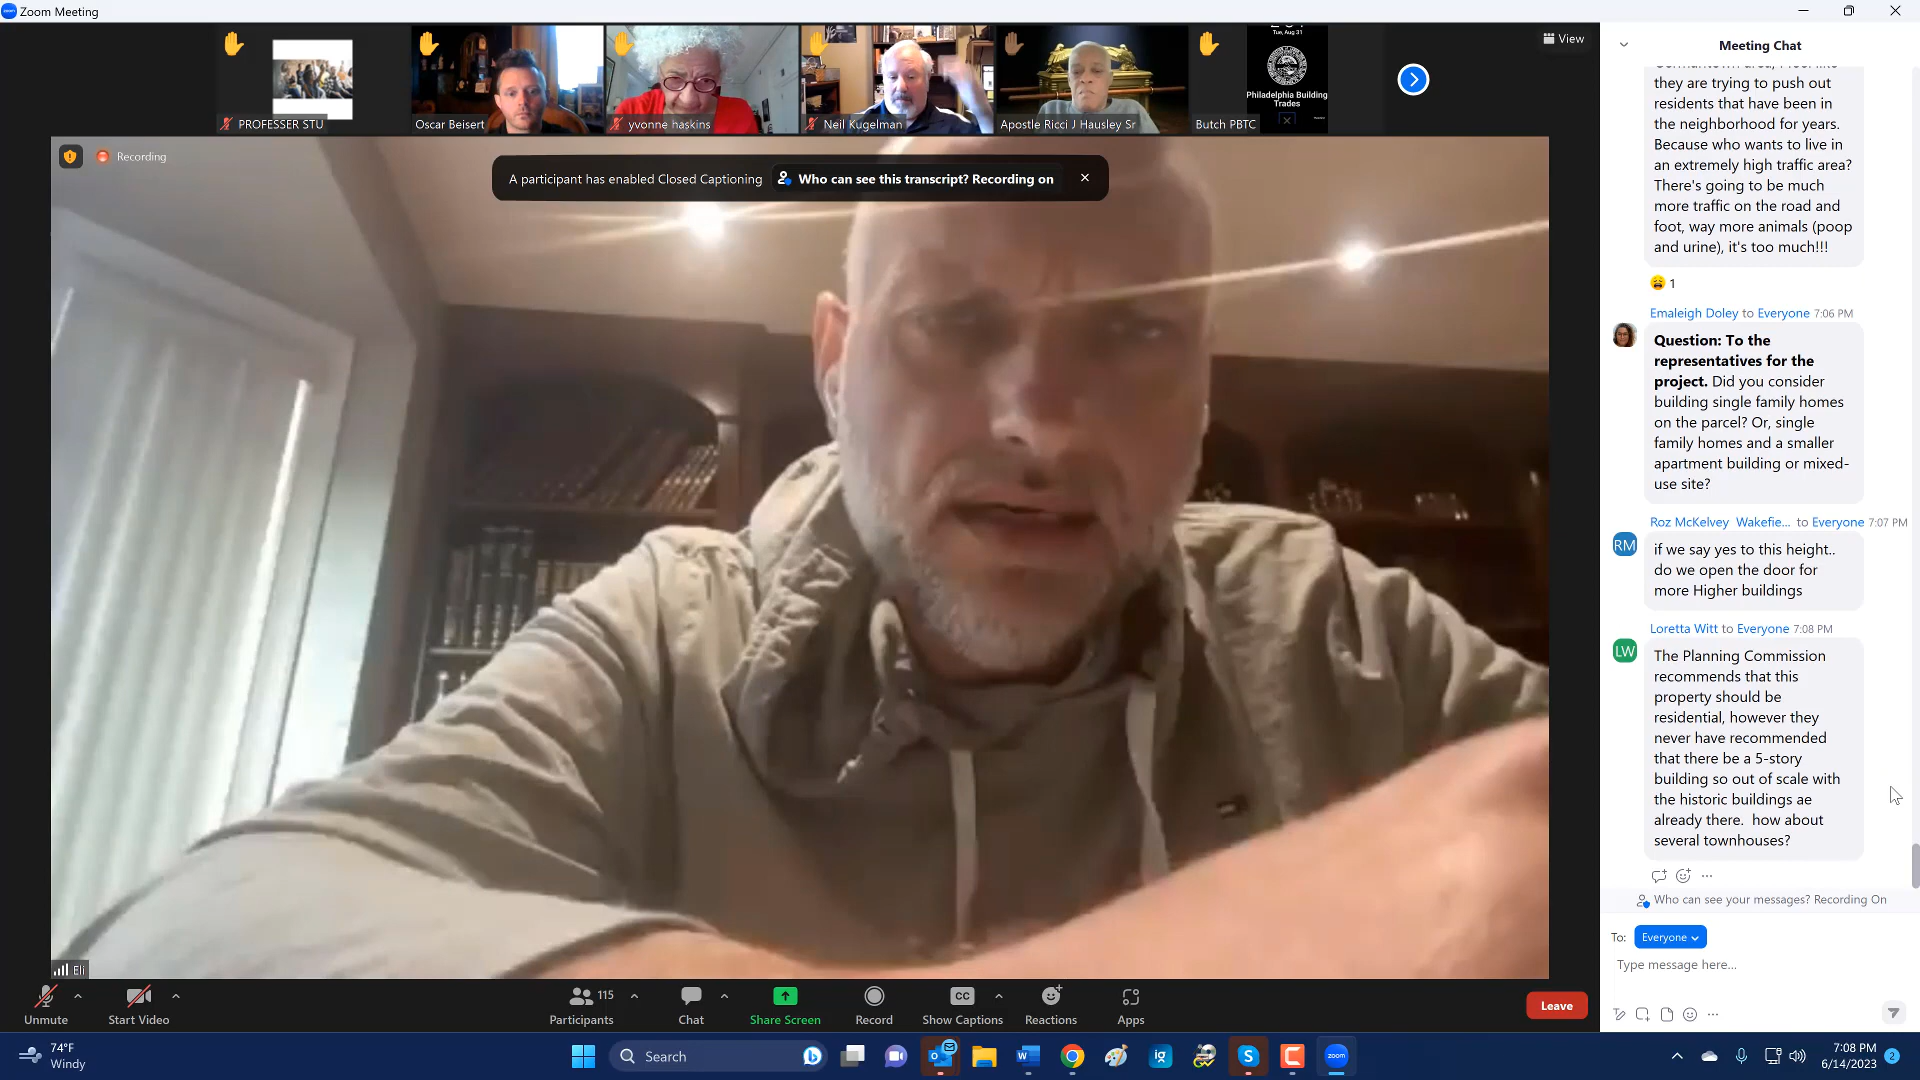 Zoom Meeting
View
Tue, Aug 31
Philadelphia Building
Trades
PROFESSER STU
Oscar Beisert
yvonne haskins
Neil Kugelman
Apostle Ricci J Hausley Sr
Butch PBTC
Recording
A participant has enabled Closed Captioning
Who can see this transcript? Recording on
Eli
Meeting Chat
they are trying to push out
residents that have been in
the neighborhood for years.
Because who wants to live in
an extremely high traffic area?
There's going to be much
more traffic on the road and
foot, way more animals (poop
and urine), it's too much!!!
1
Emaleigh Doley to Everyone 7:06 PM
Question: To the
representatives for the
project. Did you consider
building single family homes
on the parcel? Or, single
family homes and a smaller
apartment building or mixed-
use site?
Roz McKelvey Wakefie... to Everyone 7:07 PM
RM
if we say yes to this height..
do we open the door for
more Higher buildings
Loretta Witt to Everyone 7:08 PM
LW
The Planning Commission
recommends that this
property should be
residential, however they
never have recommended
that there be a 5-story
building so out of scale with
the historic buildings ae
already there. how about
several townhouses?
Who can see your messages? Recording On
To: Everyone
Type message here...
Unmute
Start Video
115
Participants
Chat
Share Screen
Record
CC
Show Captions
Reactions
Apps
Leave
74°F
Windy
Search
zoom
7:08 PM
6/14/2023
2